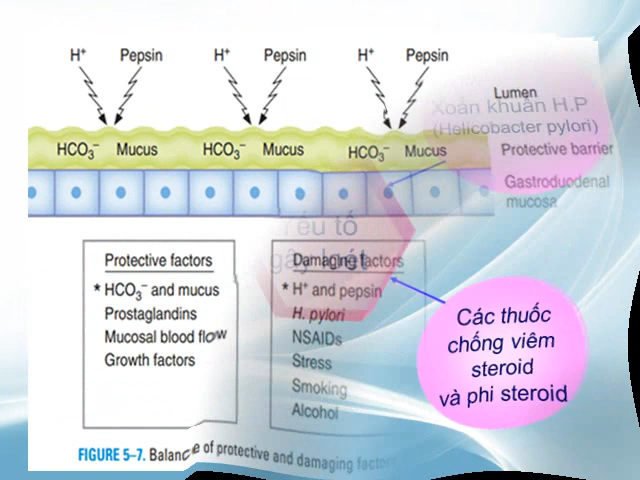 H⁺ Pepsin H⁺ Pepsin H⁺ Pepsin
Lumen
Xoắn khuẩn H.P
(Helicobacter pylori)
HCO₃⁻ Mucus HCO₃⁻ Mucus HCO₃⁻ Mucus
Protective barrier
Gastroduodenal
mucosa
Yếu tố
gây loét
Protective factors
* HCO₃⁻ and mucus
Prostaglandins
Mucosal blood flow
Growth factors
Damaging factors
* H⁺ and pepsin
H. pylori
NSAIDs
Stress
Smoking
Alcohol
Các thuốc
chống viêm
steroid
và phi steroid
FIGURE 5–7. Balance of protective and damaging factors